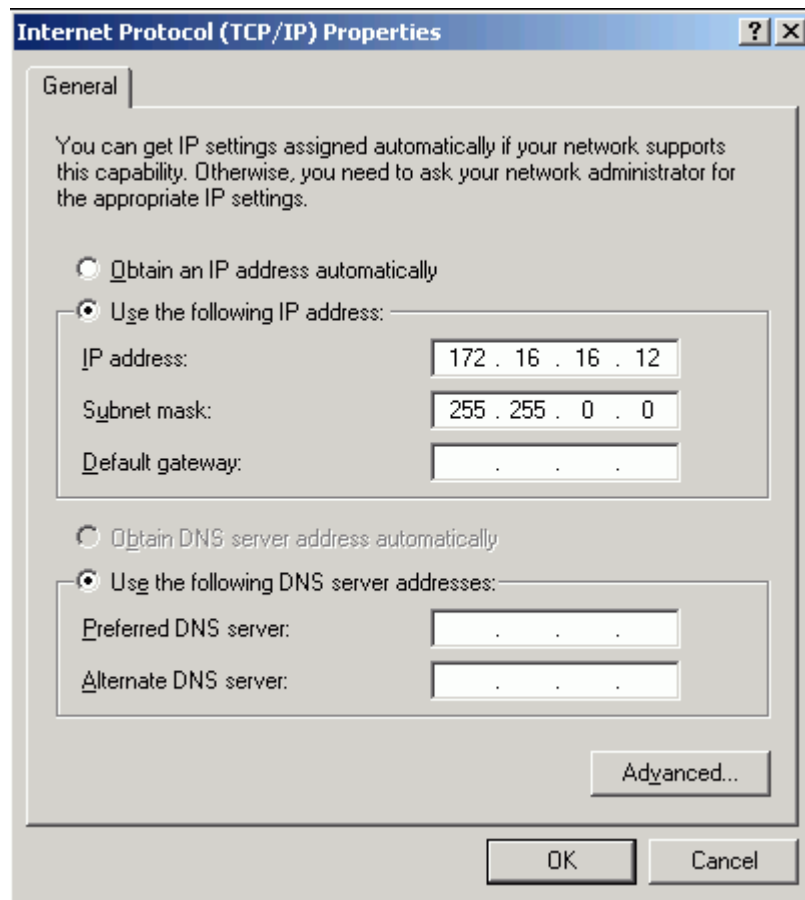 Internet Protocol (TCP/IP) Properties
General
You can get IP settings assigned automatically if your network supports
this capability. Otherwise, you need to ask your network administrator for
the appropriate IP settings.
Obtain an IP address automatically
Use the following IP address:
IP address: 172 . 16 . 16 . 12
Subnet mask: 255 . 255 . 0 . 0
Default gateway: . . .
Obtain DNS server address automatically
Use the following DNS server addresses:
Preferred DNS server: . . .
Alternate DNS server: . . .
Advanced...
OK Cancel